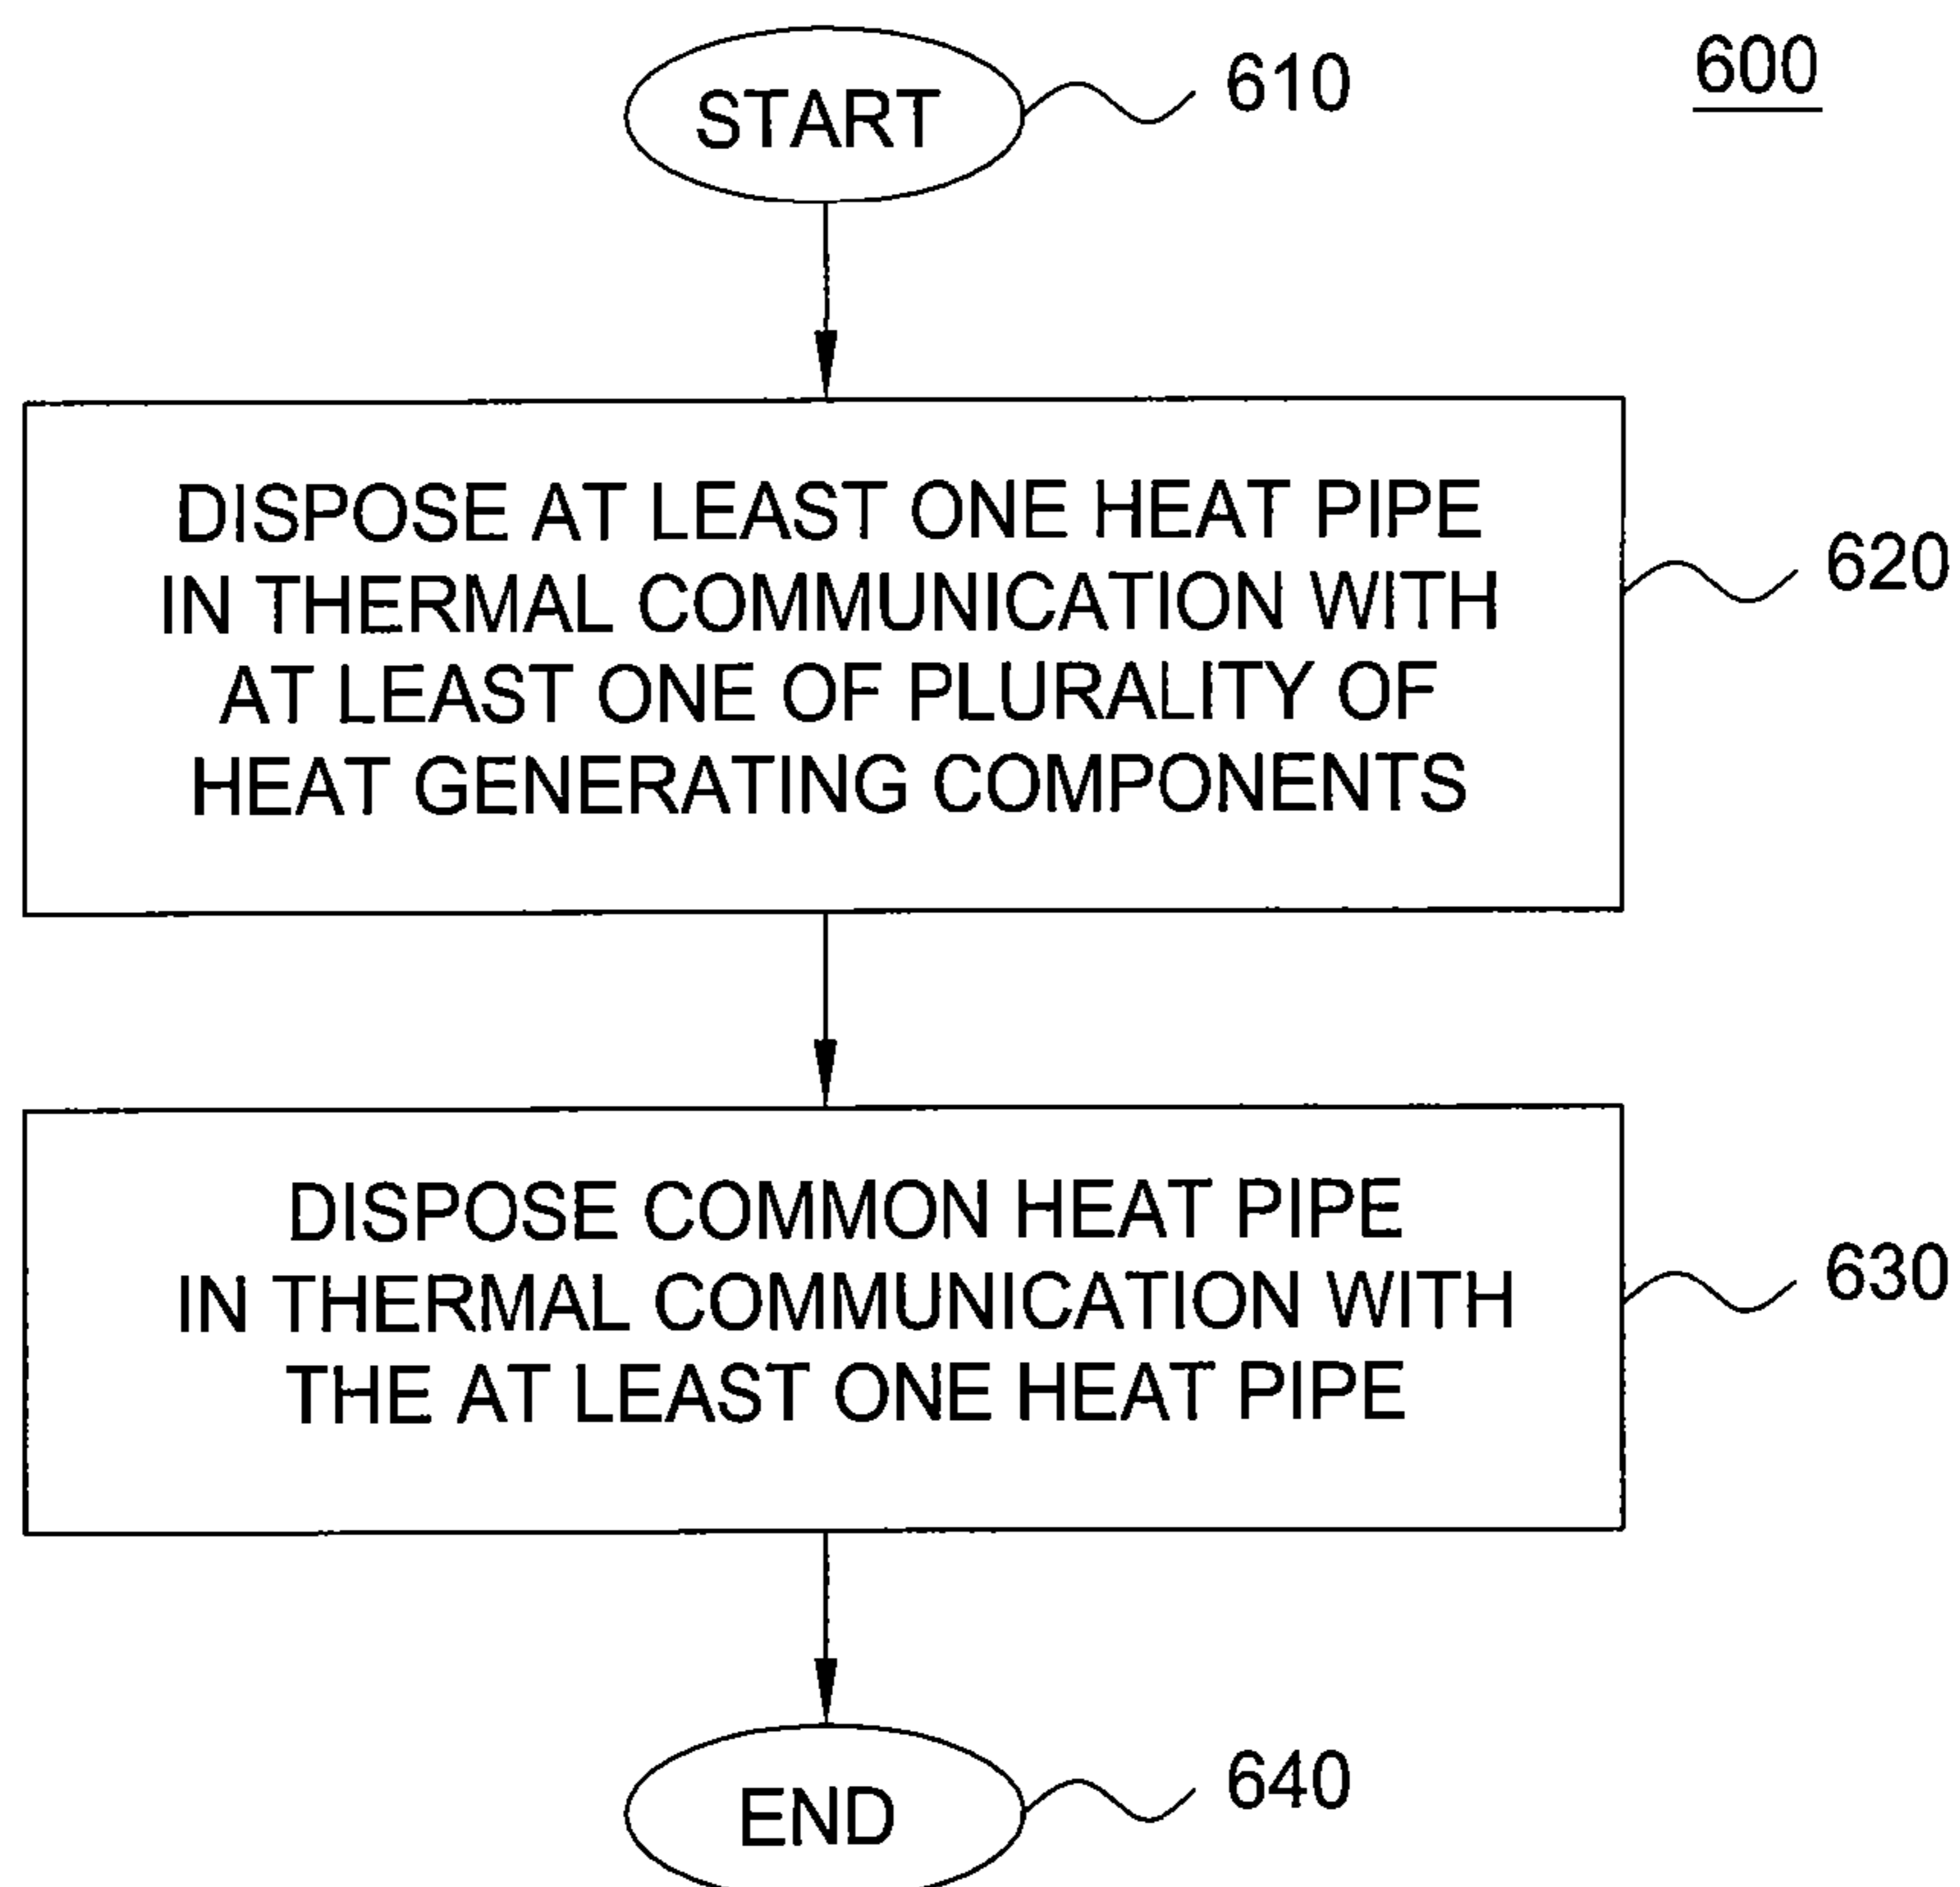 600
START
610
DISPOSE AT LEAST ONE HEAT PIPE
IN THERMAL COMMUNICATION WITH
AT LEAST ONE OF PLURALITY OF
HEAT GENERATING COMPONENTS
620
DISPOSE COMMON HEAT PIPE
IN THERMAL COMMUNICATION WITH
THE AT LEAST ONE HEAT PIPE
630
END
640